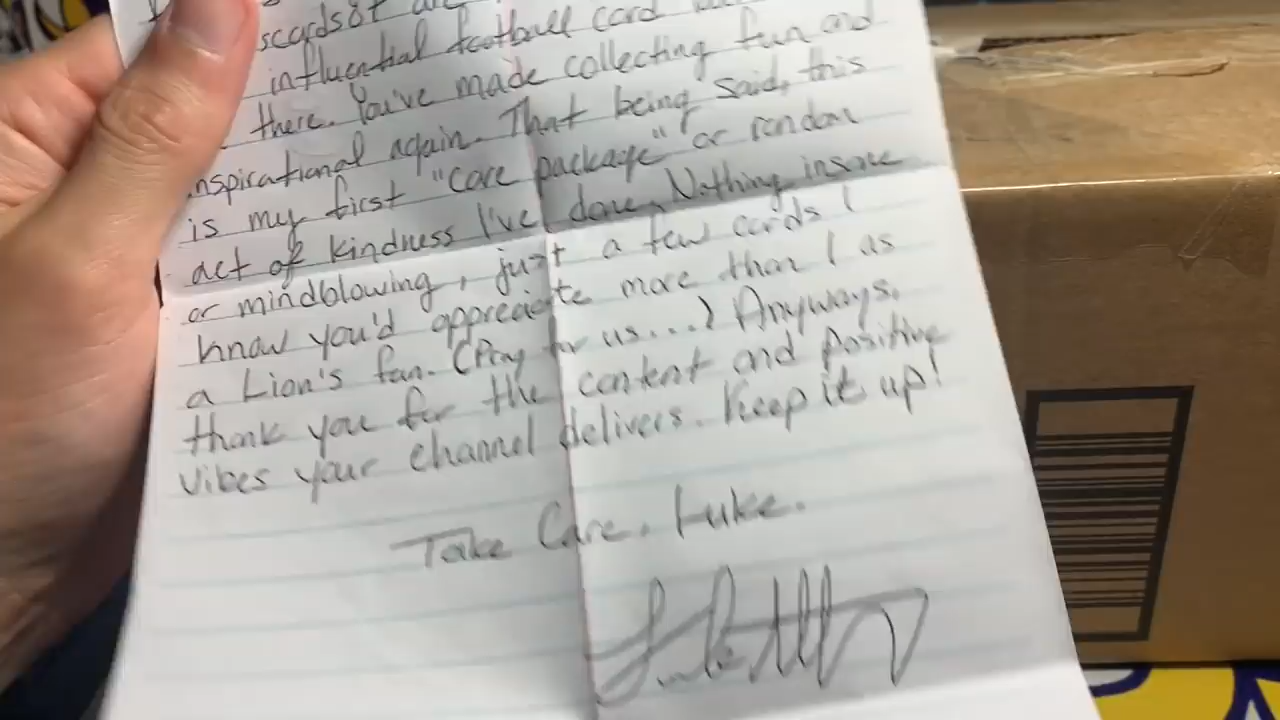 scards8t are
influential football card
there. You've made collecting fun and
inspirational again. That being said, this
is my first "care package" or random
act of kindness I've done. Nothing insane
or mindblowing, just a few cards I
know you'd appreciate more than I as
a Lion's fan. (Pray for us...) Anyways,
thank you for the content and positive
vibes your channel delivers. Keep it up!
Take Care. Luke.